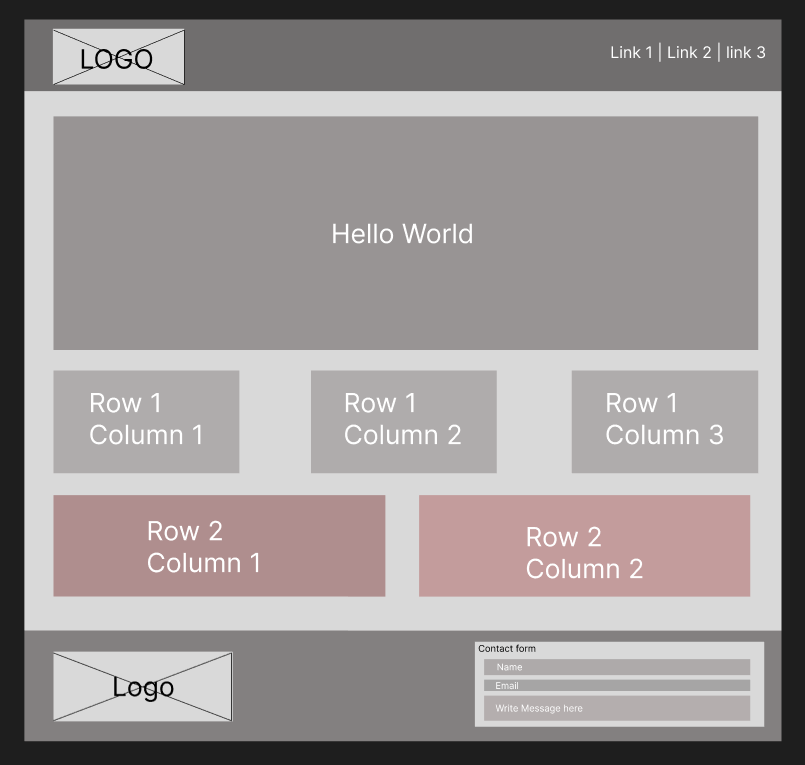 LOGO
Link 1 | Link 2 | link 3
Hello World
Row 1
Column 1
Row 1
Column 2
Row 1
Column 3
Row 2
Column 1
Row 2
Column 2
Logo
Contact form
Name
Email
Write Message here